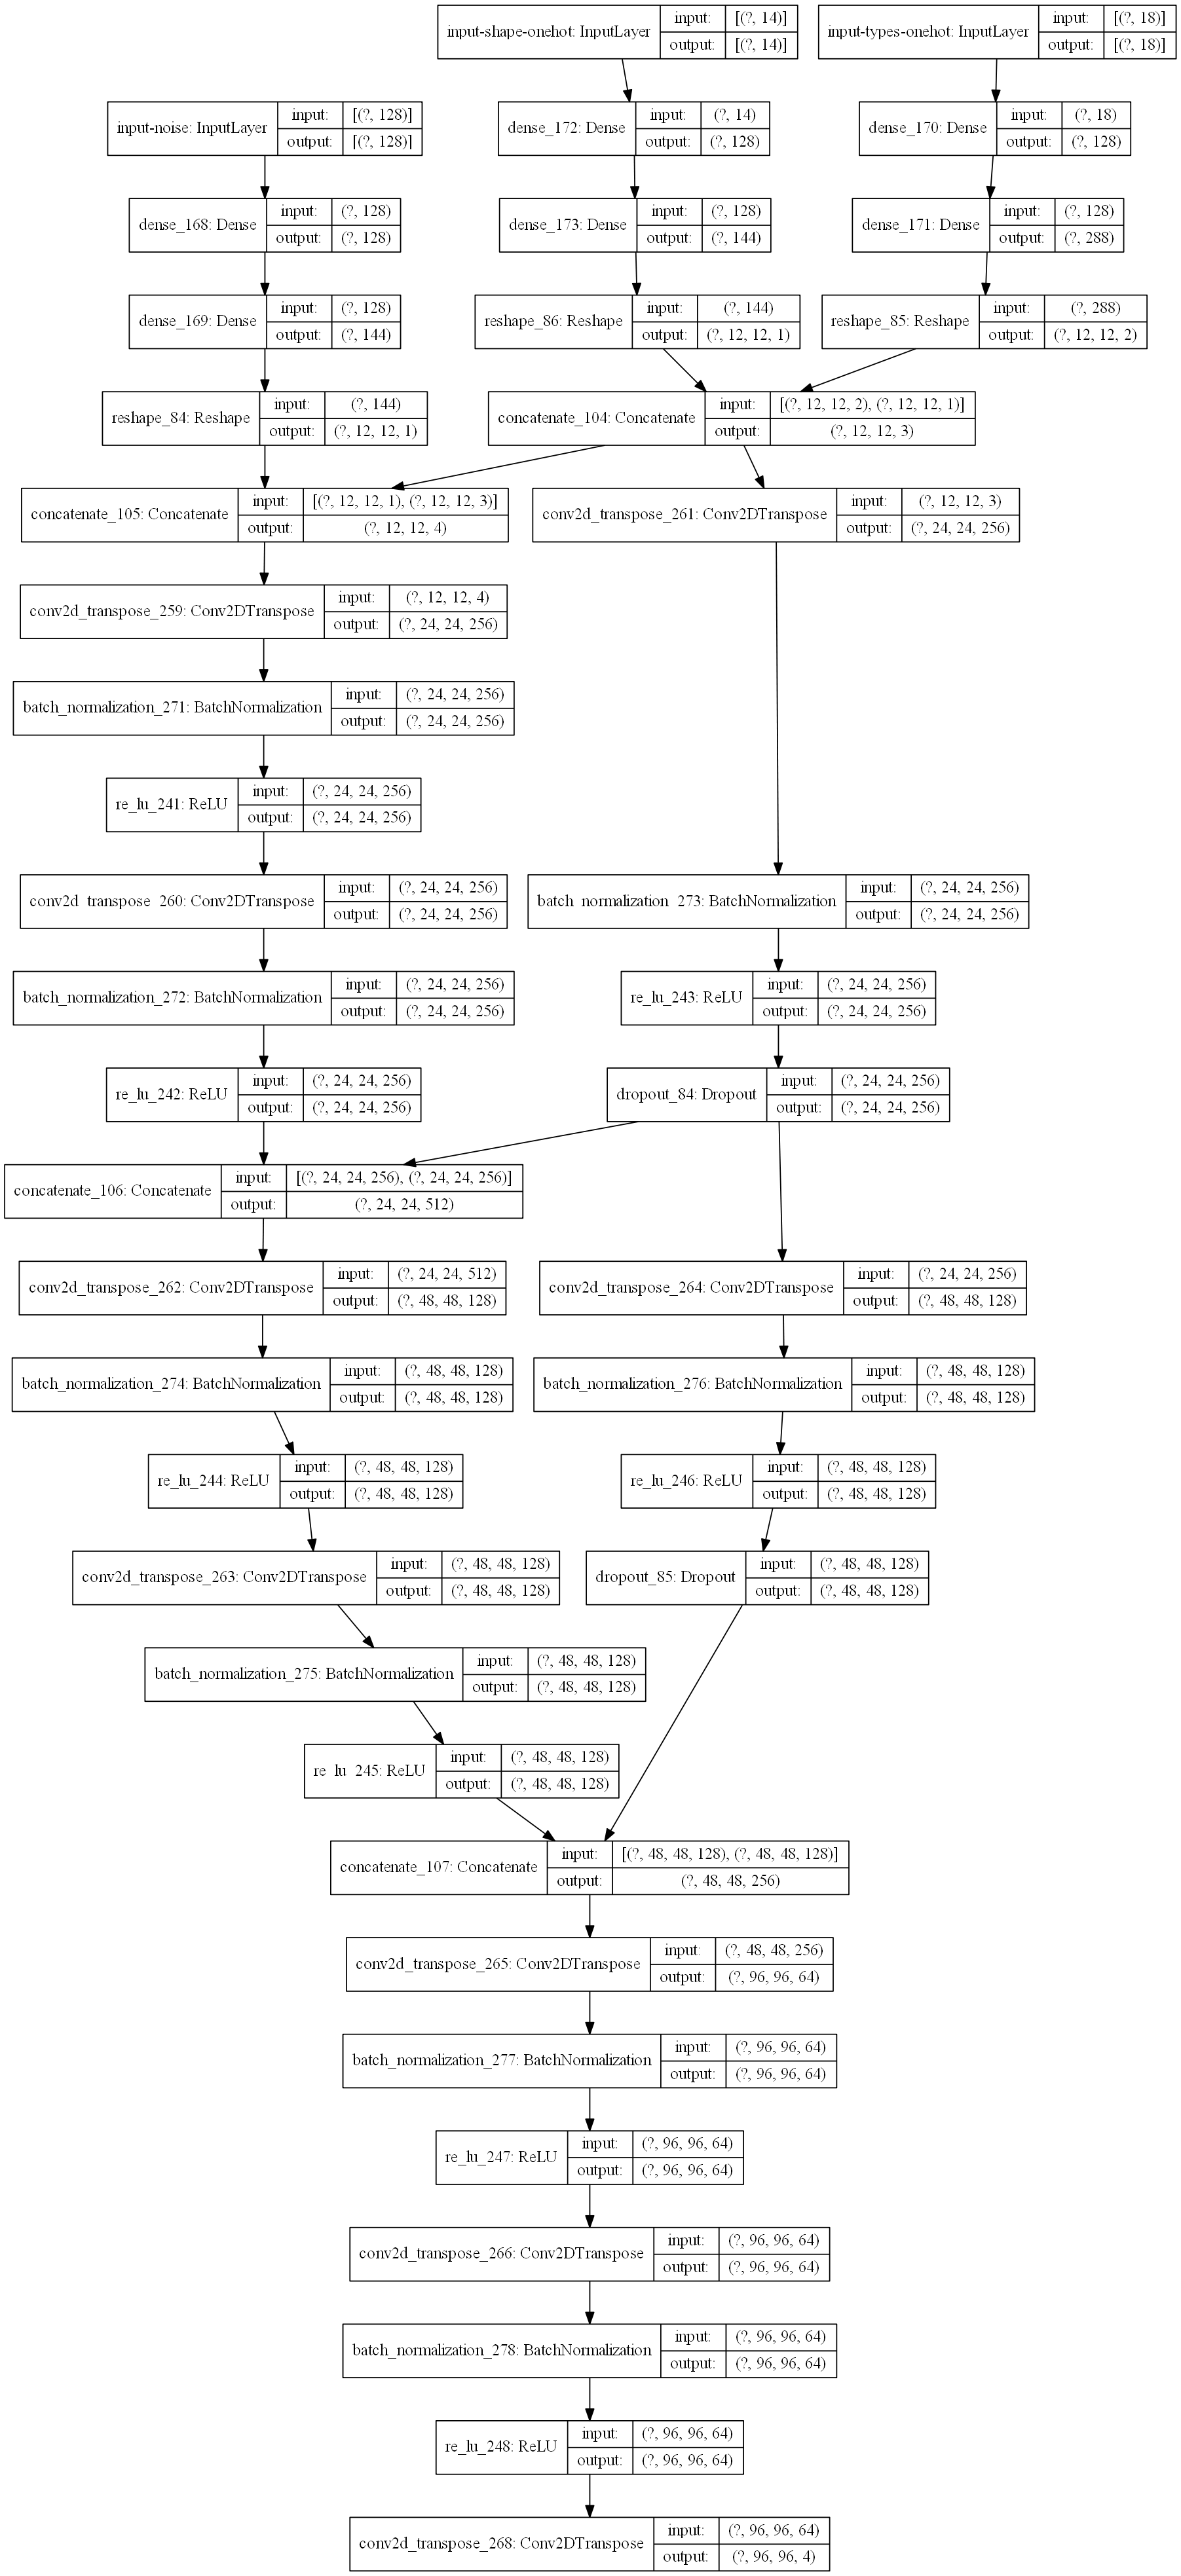 input-shape-onehot: InputLayer
input: [(?, 14)]
output: [(?, 14)]
input-types-onehot: InputLayer
input: [(?, 18)]
output: [(?, 18)]
input-noise: InputLayer
input: [(?, 128)]
output: [(?, 128)]
dense_172: Dense
input: (?, 14)
output: (?, 128)
dense_170: Dense
input: (?, 18)
output: (?, 128)
dense_168: Dense
input: (?, 128)
output: (?, 128)
dense_173: Dense
input: (?, 128)
output: (?, 144)
dense_171: Dense
input: (?, 128)
output: (?, 288)
dense_169: Dense
input: (?, 128)
output: (?, 144)
reshape_86: Reshape
input: (?, 144)
output: (?, 12, 12, 1)
reshape_85: Reshape
input: (?, 288)
output: (?, 12, 12, 2)
reshape_84: Reshape
input: (?, 144)
output: (?, 12, 12, 1)
concatenate_104: Concatenate
input: [(?, 12, 12, 2), (?, 12, 12, 1)]
output: (?, 12, 12, 3)
concatenate_105: Concatenate
input: [(?, 12, 12, 1), (?, 12, 12, 3)]
output: (?, 12, 12, 4)
conv2d_transpose_261: Conv2DTranspose
input: (?, 12, 12, 3)
output: (?, 24, 24, 256)
conv2d_transpose_259: Conv2DTranspose
input: (?, 12, 12, 4)
output: (?, 24, 24, 256)
batch_normalization_271: BatchNormalization
input: (?, 24, 24, 256)
output: (?, 24, 24, 256)
re_lu_241: ReLU
input: (?, 24, 24, 256)
output: (?, 24, 24, 256)
conv2d_transpose_260: Conv2DTranspose
input: (?, 24, 24, 256)
output: (?, 24, 24, 256)
batch_normalization_273: BatchNormalization
input: (?, 24, 24, 256)
output: (?, 24, 24, 256)
batch_normalization_272: BatchNormalization
input: (?, 24, 24, 256)
output: (?, 24, 24, 256)
re_lu_243: ReLU
input: (?, 24, 24, 256)
output: (?, 24, 24, 256)
re_lu_242: ReLU
input: (?, 24, 24, 256)
output: (?, 24, 24, 256)
dropout_84: Dropout
input: (?, 24, 24, 256)
output: (?, 24, 24, 256)
concatenate_106: Concatenate
input: [(?, 24, 24, 256), (?, 24, 24, 256)]
output: (?, 24, 24, 512)
conv2d_transpose_262: Conv2DTranspose
input: (?, 24, 24, 512)
output: (?, 48, 48, 128)
conv2d_transpose_264: Conv2DTranspose
input: (?, 24, 24, 256)
output: (?, 48, 48, 128)
batch_normalization_274: BatchNormalization
input: (?, 48, 48, 128)
output: (?, 48, 48, 128)
batch_normalization_276: BatchNormalization
input: (?, 48, 48, 128)
output: (?, 48, 48, 128)
re_lu_244: ReLU
input: (?, 48, 48, 128)
output: (?, 48, 48, 128)
re_lu_246: ReLU
input: (?, 48, 48, 128)
output: (?, 48, 48, 128)
conv2d_transpose_263: Conv2DTranspose
input: (?, 48, 48, 128)
output: (?, 48, 48, 128)
dropout_85: Dropout
input: (?, 48, 48, 128)
output: (?, 48, 48, 128)
batch_normalization_275: BatchNormalization
input: (?, 48, 48, 128)
output: (?, 48, 48, 128)
re_lu_245: ReLU
input: (?, 48, 48, 128)
output: (?, 48, 48, 128)
concatenate_107: Concatenate
input: [(?, 48, 48, 128), (?, 48, 48, 128)]
output: (?, 48, 48, 256)
conv2d_transpose_265: Conv2DTranspose
input: (?, 48, 48, 256)
output: (?, 96, 96, 64)
batch_normalization_277: BatchNormalization
input: (?, 96, 96, 64)
output: (?, 96, 96, 64)
re_lu_247: ReLU
input: (?, 96, 96, 64)
output: (?, 96, 96, 64)
conv2d_transpose_266: Conv2DTranspose
input: (?, 96, 96, 64)
output: (?, 96, 96, 64)
batch_normalization_278: BatchNormalization
input: (?, 96, 96, 64)
output: (?, 96, 96, 64)
re_lu_248: ReLU
input: (?, 96, 96, 64)
output: (?, 96, 96, 64)
conv2d_transpose_268: Conv2DTranspose
input: (?, 96, 96, 64)
output: (?, 96, 96, 4)